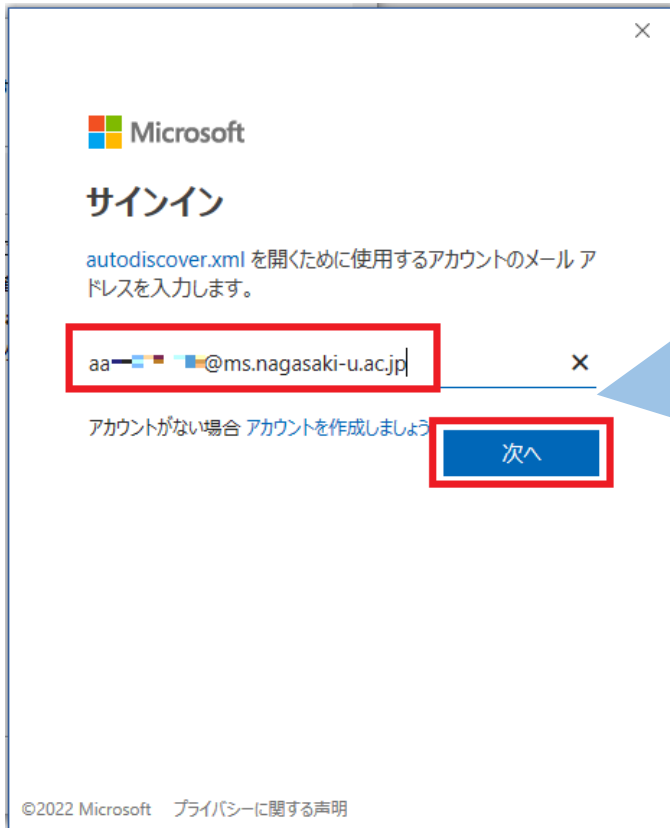 Microsoft
サインイン
autodiscover.xml を開くために使用するアカウントのメール ア
ドレスを入力します。
aa @ms.nagasaki-u.ac.jp
アカウントがない場合 アカウントを作成しましょう
次へ
©2022 Microsoft プライバシーに関する声明